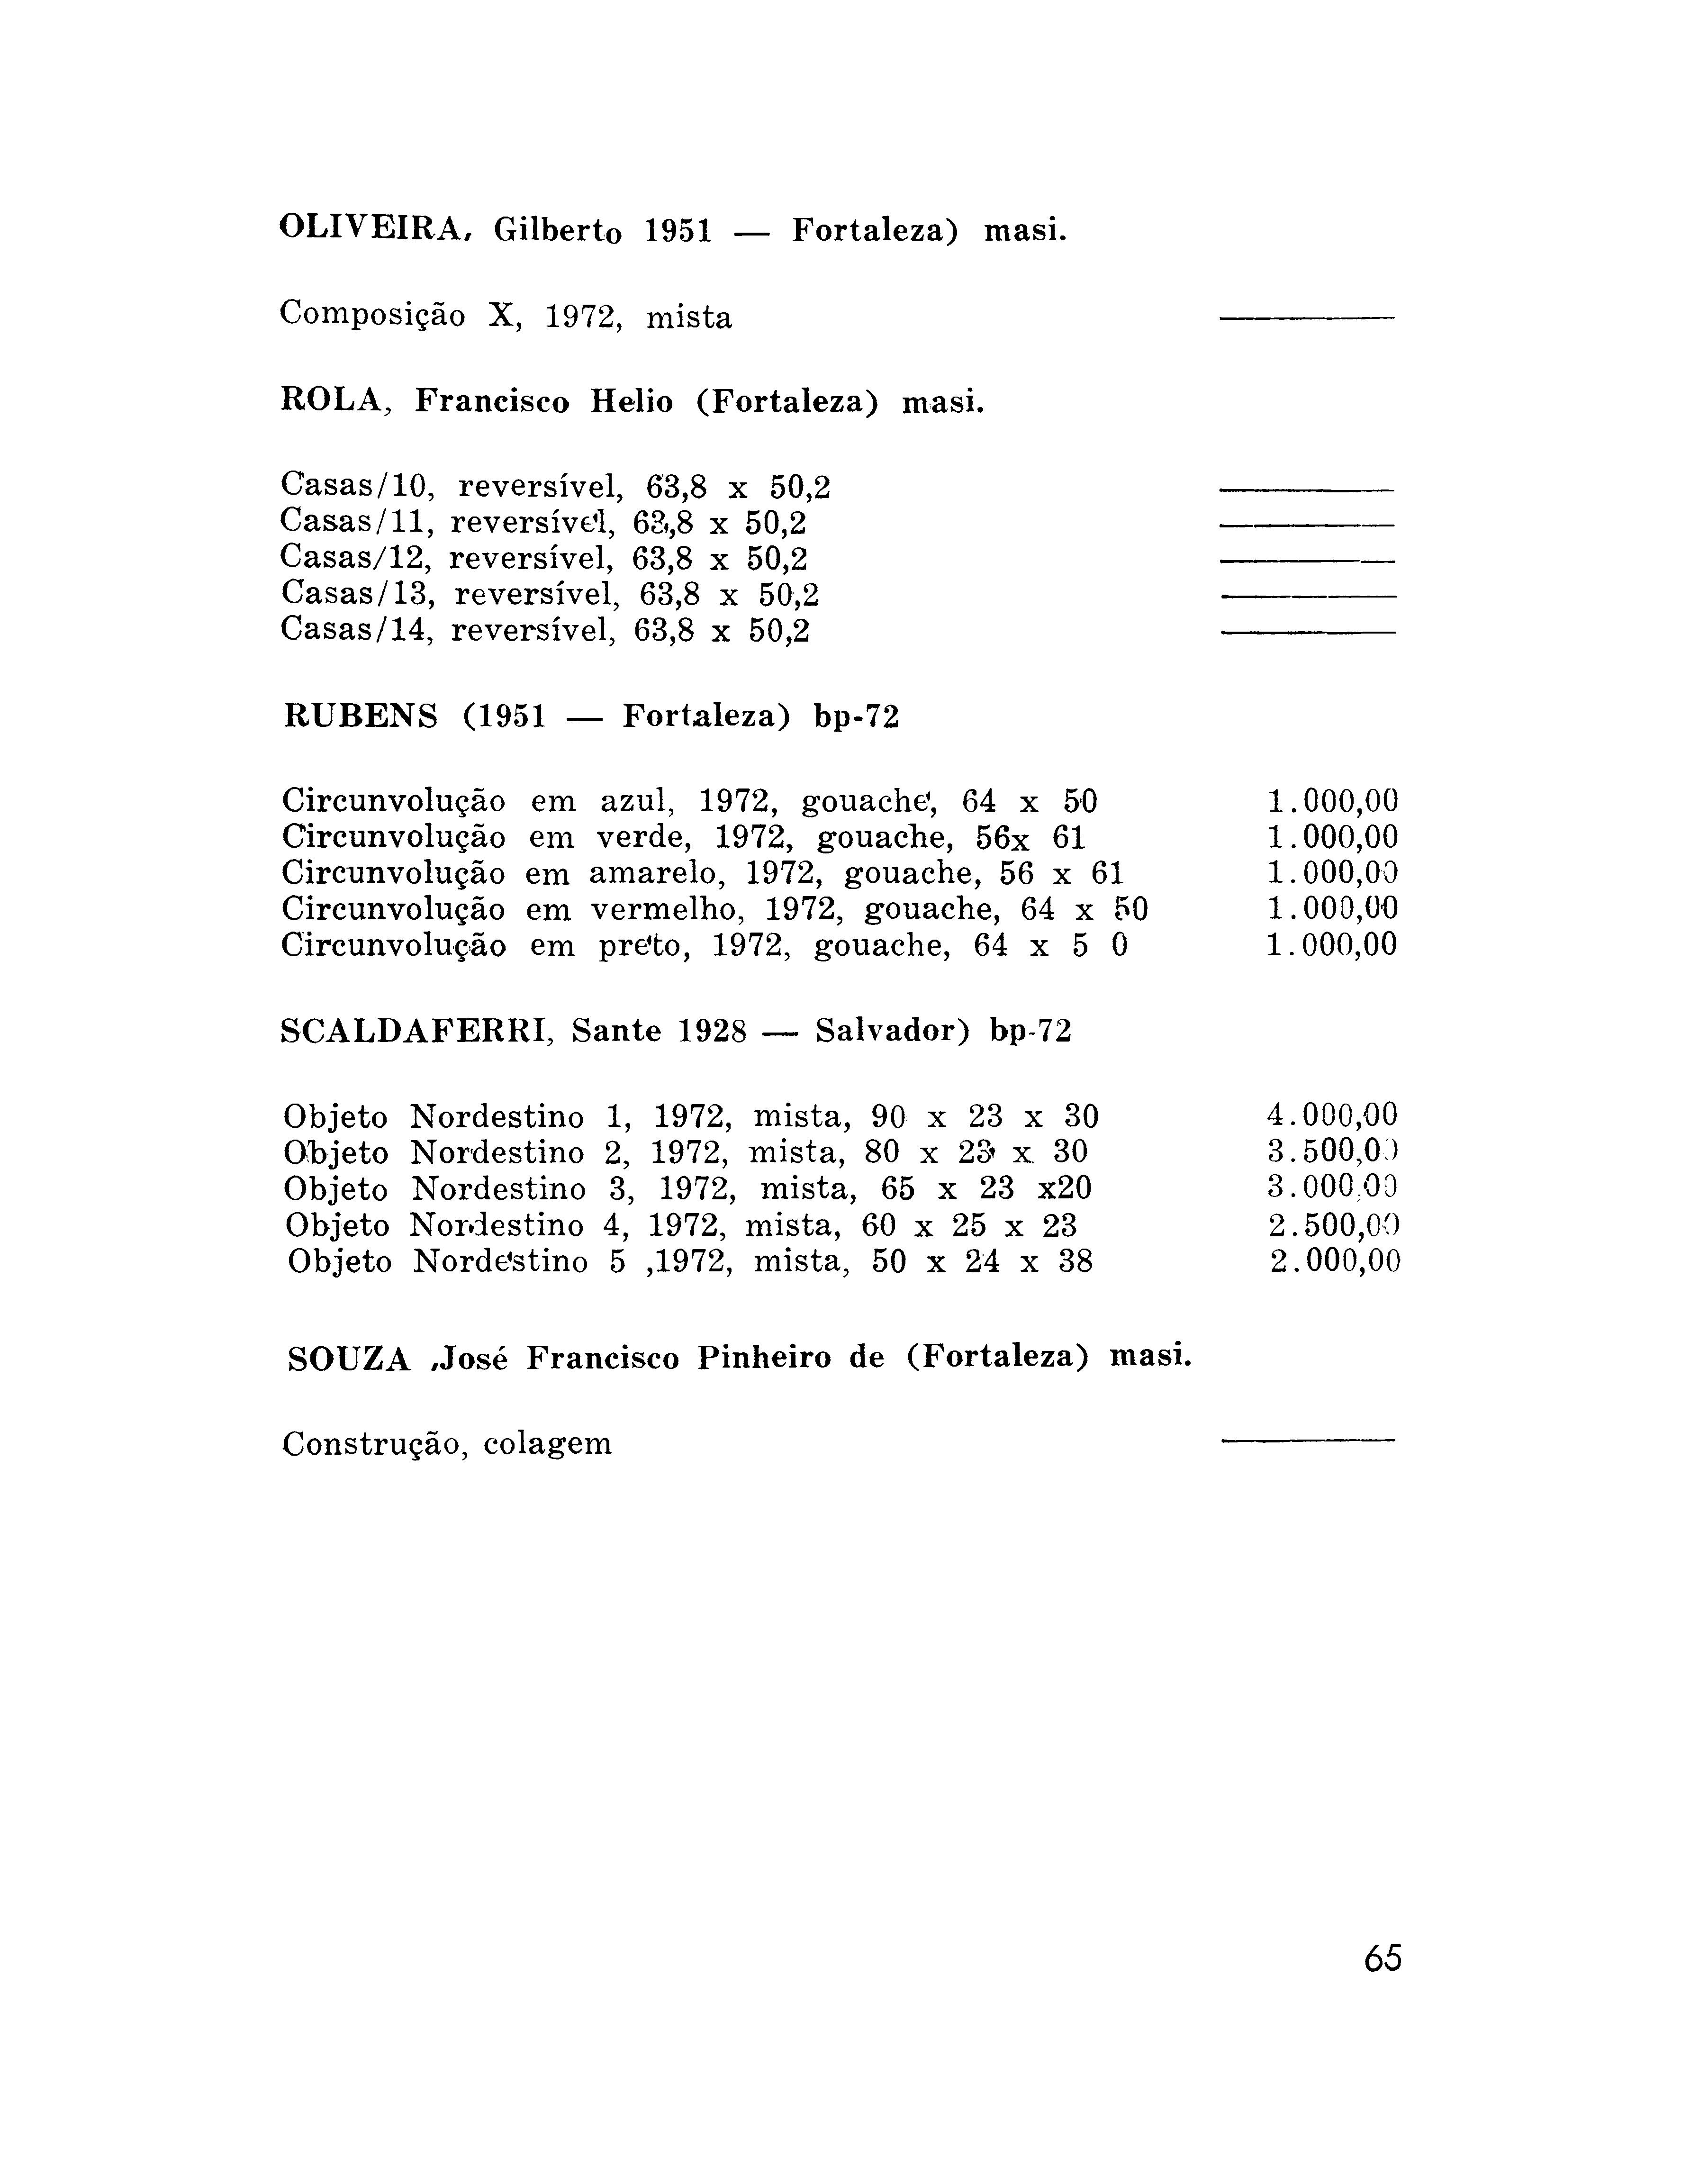 OLIVEIRA, Gilberto 1951 — Fortaleza) masi.
Composição X, 1972, mista
ROLA, Francisco Helio (Fortaleza) masi.
Casas/10, reversível, 63,8 x 50,2
Casas/11, reversível, 63,8 x 50,2
Casas/12, reversível, 63,8 x 50,2
Casas/13, reversível, 63,8 x 50,2
Casas/14, reversível, 63,8 x 50,2
RUBENS (1951 — Fortaleza) bp-72
Circunvolução em azul, 1972, gouache, 64 x 50 1.000,00
Circunvolução em verde, 1972, gouache, 56x 61 1.000,00
Circunvolução em amarelo, 1972, gouache, 56 x 61 1.000,00
Circunvolução em vermelho, 1972, gouache, 64 x 50 1.000,00
Circunvolução em preto, 1972, gouache, 64 x 5 0 1.000,00
SCALDAFERRI, Sante 1928 — Salvador) bp-72
Objeto Nordestino 1, 1972, mista, 90 x 23 x 30 4.000,00
Objeto Nordestino 2, 1972, mista, 80 x 23 x 30 3.500,00
Objeto Nordestino 3, 1972, mista, 65 x 23 x20 3.000,00
Objeto Nordestino 4, 1972, mista, 60 x 25 x 23 2.500,00
Objeto Nordestino 5 ,1972, mista, 50 x 24 x 38 2.000,00
SOUZA ,José Francisco Pinheiro de (Fortaleza) masi.
Construção, colagem
65